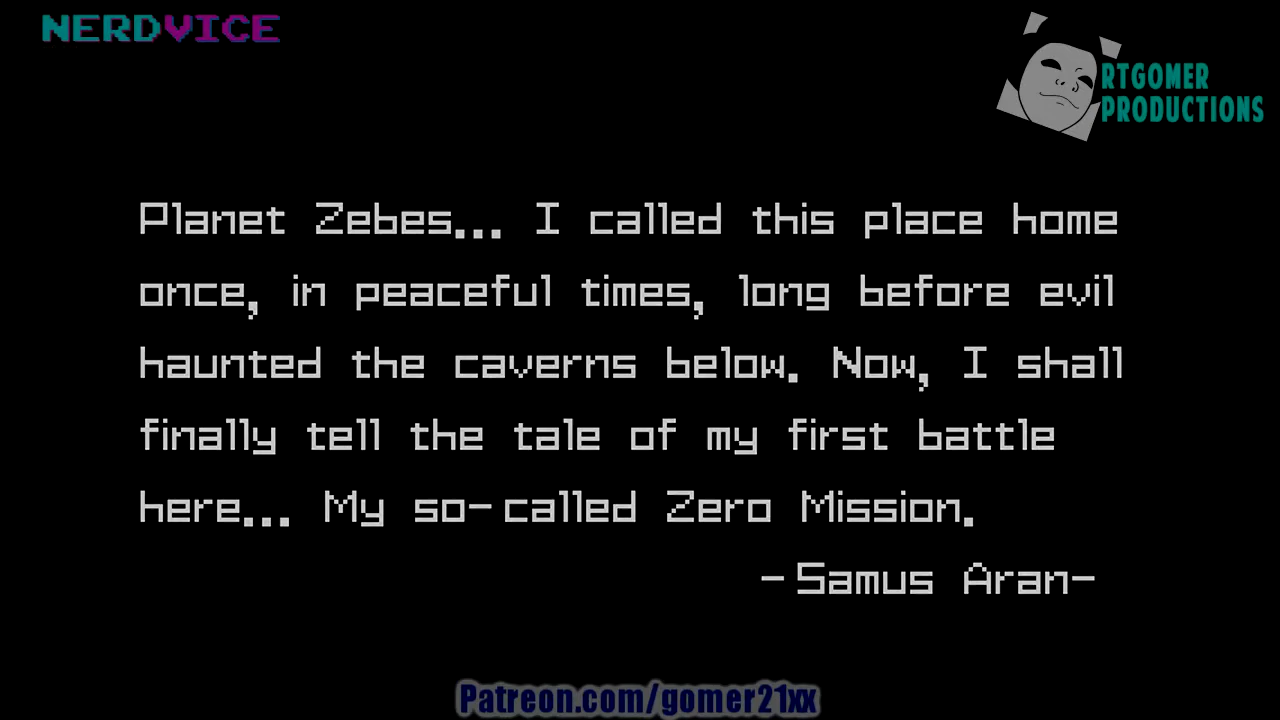 NERDVICE
RTGOMER
PRODUCTIONS
Planet Zebes... I called this place home
once, in peaceful times, long before evil
haunted the caverns below. Now, I shall
finally tell the tale of my first battle
here... My so-called Zero Mission.
-Samus Aran-
Patreon.com/gomer21xx